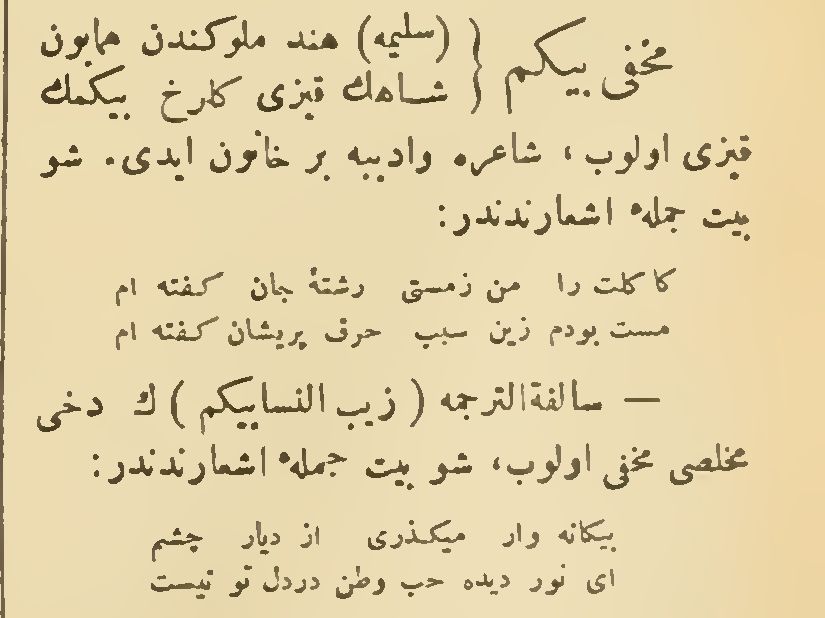 مخفی بیکم { (سلیمه) هند ملوکندن همایون
شاهك قیزی کلرخ بیکمك
قیزی اولوب، شاعره وادیبه بر خاتون ایدی. شو
بیت جملهٔ اشعارندندر:
کاکلت را من زمستی رشتهٔ جان کفته ام
مست بودم زین سبب حرف پریشان کفته ام
— سالفةالترجمه (زیب النسابیکم) ك دخی
مخلصی مخفی اولوب، شو بیت جملهٔ اشعارندندر:
بیکانه وار میکذری از دیار چشم
ای نور دیده حب وطن دردل تو نیست